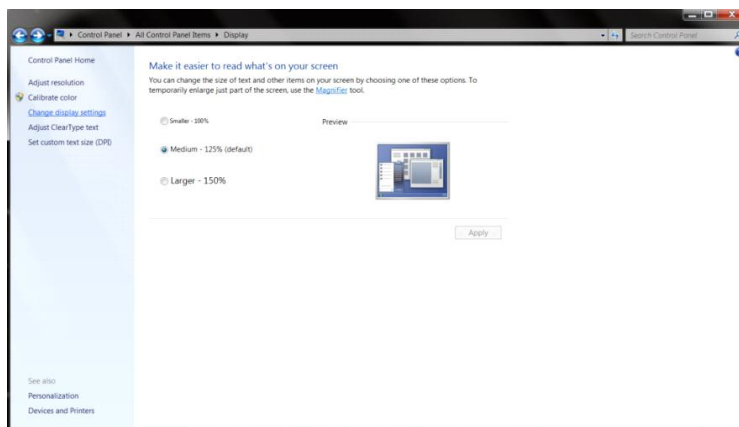 Control Panel ▸ All Control Panel Items ▸ Display
Search Control Panel
Control Panel Home
Adjust resolution
Calibrate color
Change display settings
Adjust ClearType text
Set custom text size (DPI)
See also
Personalization
Devices and Printers
Make it easier to read what's on your screen
You can change the size of text and other items on your screen by choosing one of these options. To
temporarily enlarge just part of the screen, use the Magnifier tool.
Smaller - 100%
Preview
Medium - 125% (default)
Larger - 150%
Apply